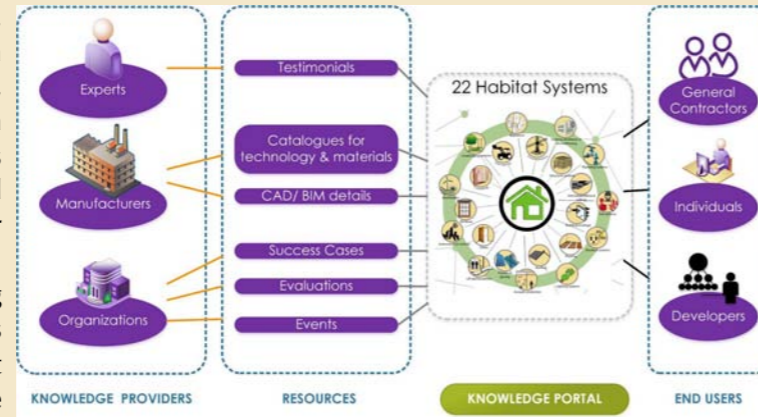 Experts
Manufacturers
Organizations
KNOWLEDGE PROVIDERS
Testimonials
Catalogues for
technology & materials
CAD/ BIM details
Success Cases
Evaluations
Events
RESOURCES
22 Habitat Systems
KNOWLEDGE PORTAL
General
Contractors
Individuals
Developers
END USERS